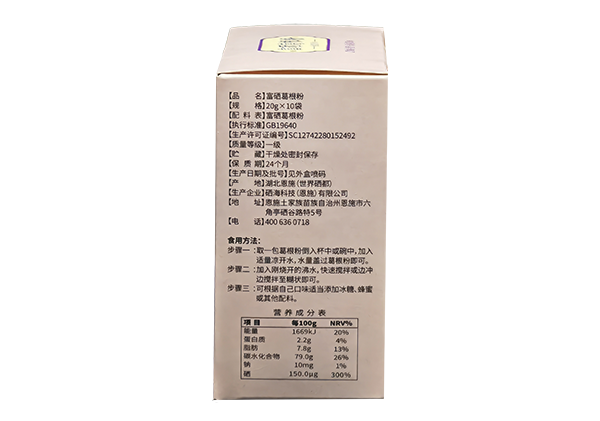 【品　　名】富硒葛根粉
【规　　格】20g×10袋
【配 料 表】富硒葛根粉
【执行标准】GB19640
【生产许可证编号】SC12742280152492
【质量等级】一级
【贮　　藏】干燥处密封保存
【保 质 期】24个月
【生产日期及批号】见外盒喷码
【产　　地】湖北恩施(世界硒都)
【生产企业】硒海科技(恩施)有限公司
【地　　址】恩施土家族苗族自治州恩施市六
角亭硒谷路特5号
【电　　话】400 636 0718
食用方法:
步骤一:取一包葛根粉倒入杯中或碗中,加入
适量凉开水,水量盖过葛根粉即可。
步骤二:加入刚烧开的沸水,快速搅拌或边冲
边搅拌至糊状即可。
步骤三:可根据自己口味适当添加冰糖、蜂蜜
或其他配料。
营养成分表
项目 每100g NRV%
能量 1669kJ 20%
蛋白质 2.2g 4%
脂肪 7.8g 13%
碳水化合物 79.0g 26%
钠 10mg 1%
硒 150.0μg 300%